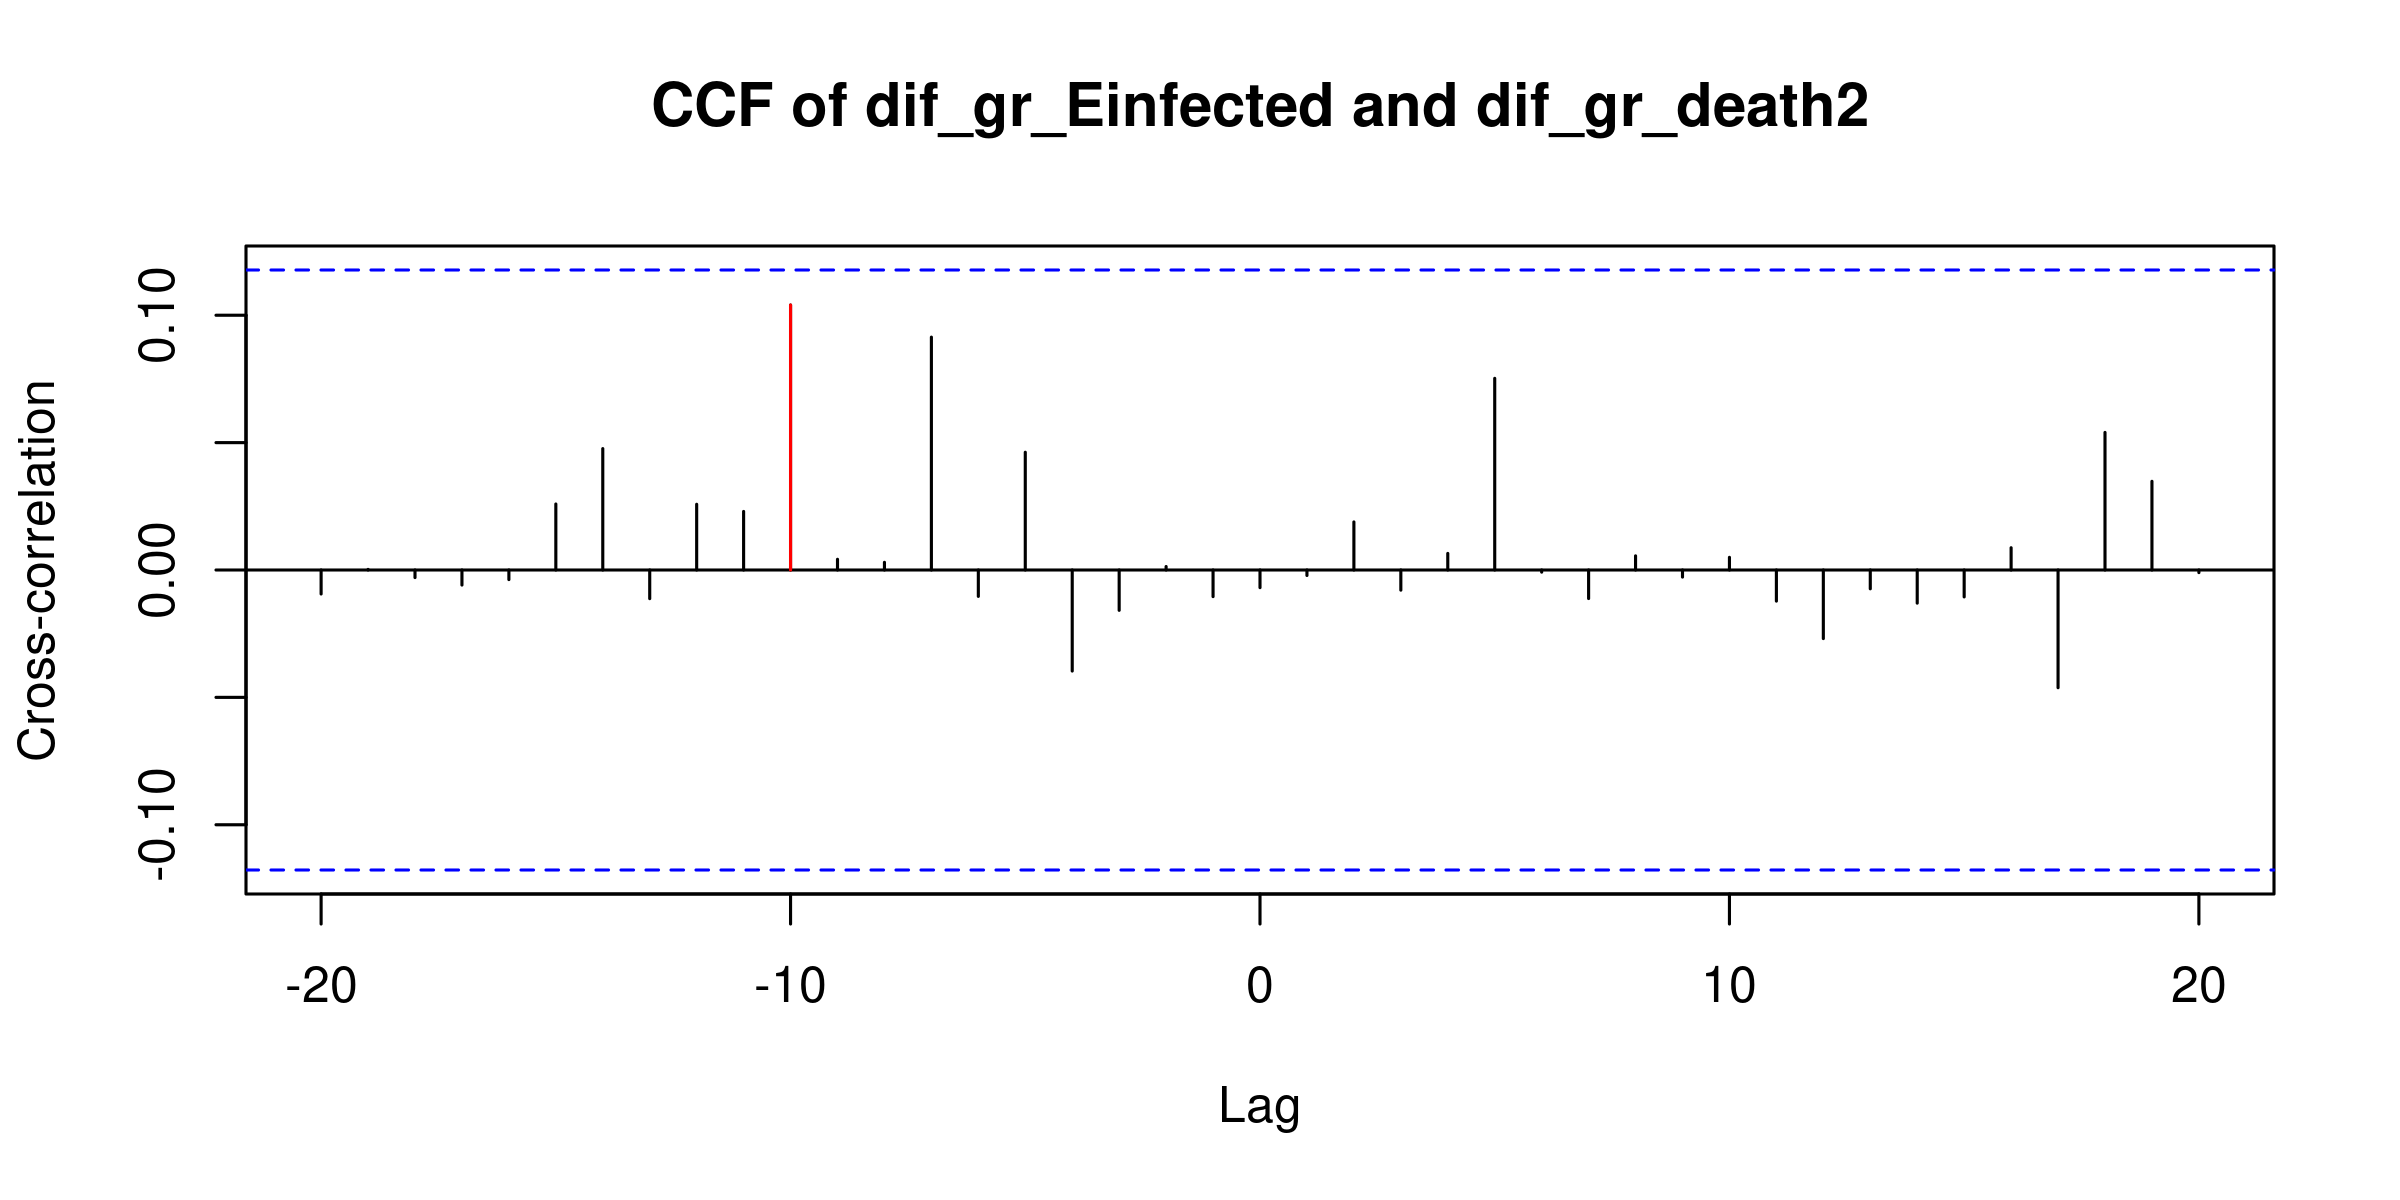 CCF of dif_gr_Einfected and dif_gr_death2
Cross-correlation
0.10
0.00
-0.10
-20 -10 0 10 20
Lag